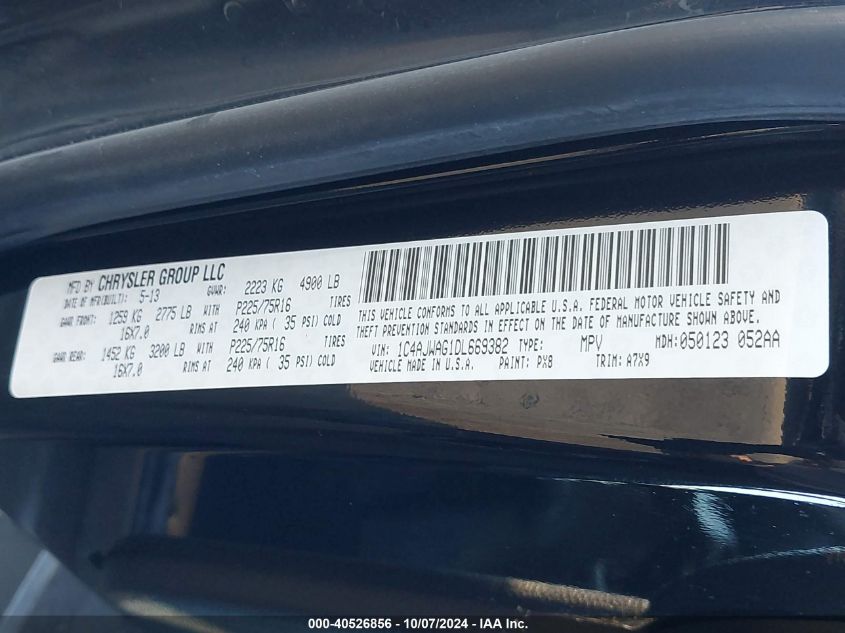 MFD BY CHRYSLER GROUP LLC
DATE OF MFD(BUILT): 5-13 GVWR: 2223 KG 4900 LB
GAWR FRONT: 1259 KG 2775 LB WITH P225/75R16 TIRES
16X7.0 RIMS AT 240 KPA ( 35 PSI) COLD
GAWR REAR: 1452 KG 3200 LB WITH P225/75R16 TIRES
16X7.0 RIMS AT 240 KPA ( 35 PSI) COLD
THIS VEHICLE CONFORMS TO ALL APPLICABLE U.S.A. FEDERAL MOTOR VEHICLE SAFETY AND
THEFT PREVENTION STANDARDS IN EFFECT ON THE DATE OF MANUFACTURE SHOWN ABOVE.
VIN: 1C4AJWAG1DL669382 TYPE: MPV MDH:050123 052AA
VEHICLE MADE IN U.S.A. PAINT: PX8 TRIM: A7X9
000-40526856 - 10/07/2024 - IAA Inc.